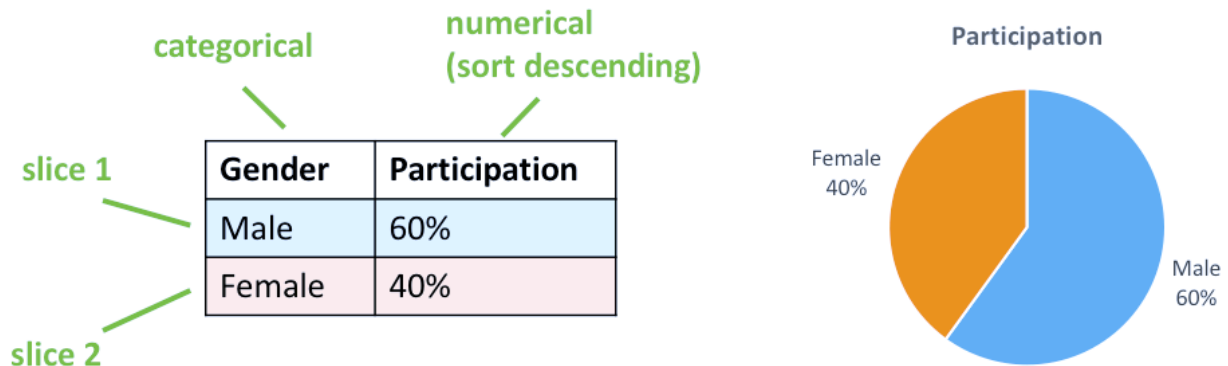 categorical
numerical
(sort descending)
slice 1
Gender Participation
Male 60%
Female 40%
slice 2
Participation
Female
40%
Male
60%